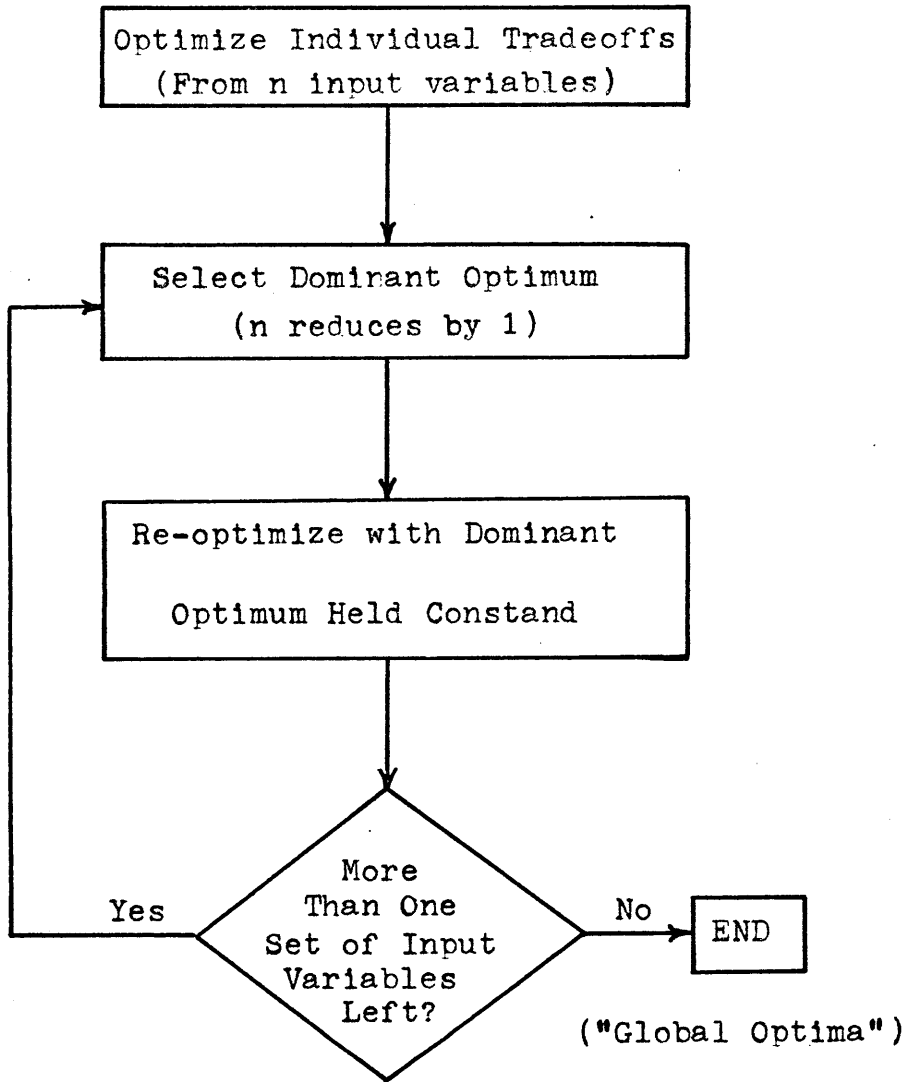 Optimize Individual Tradeoffs
(From n input variables)
Select Dominant Optimum
(n reduces by 1)
Re-optimize with Dominant
Optimum Held Constand
More
Than One
Set of Input
Variables
Left?
Yes
No
END
("Global Optima")